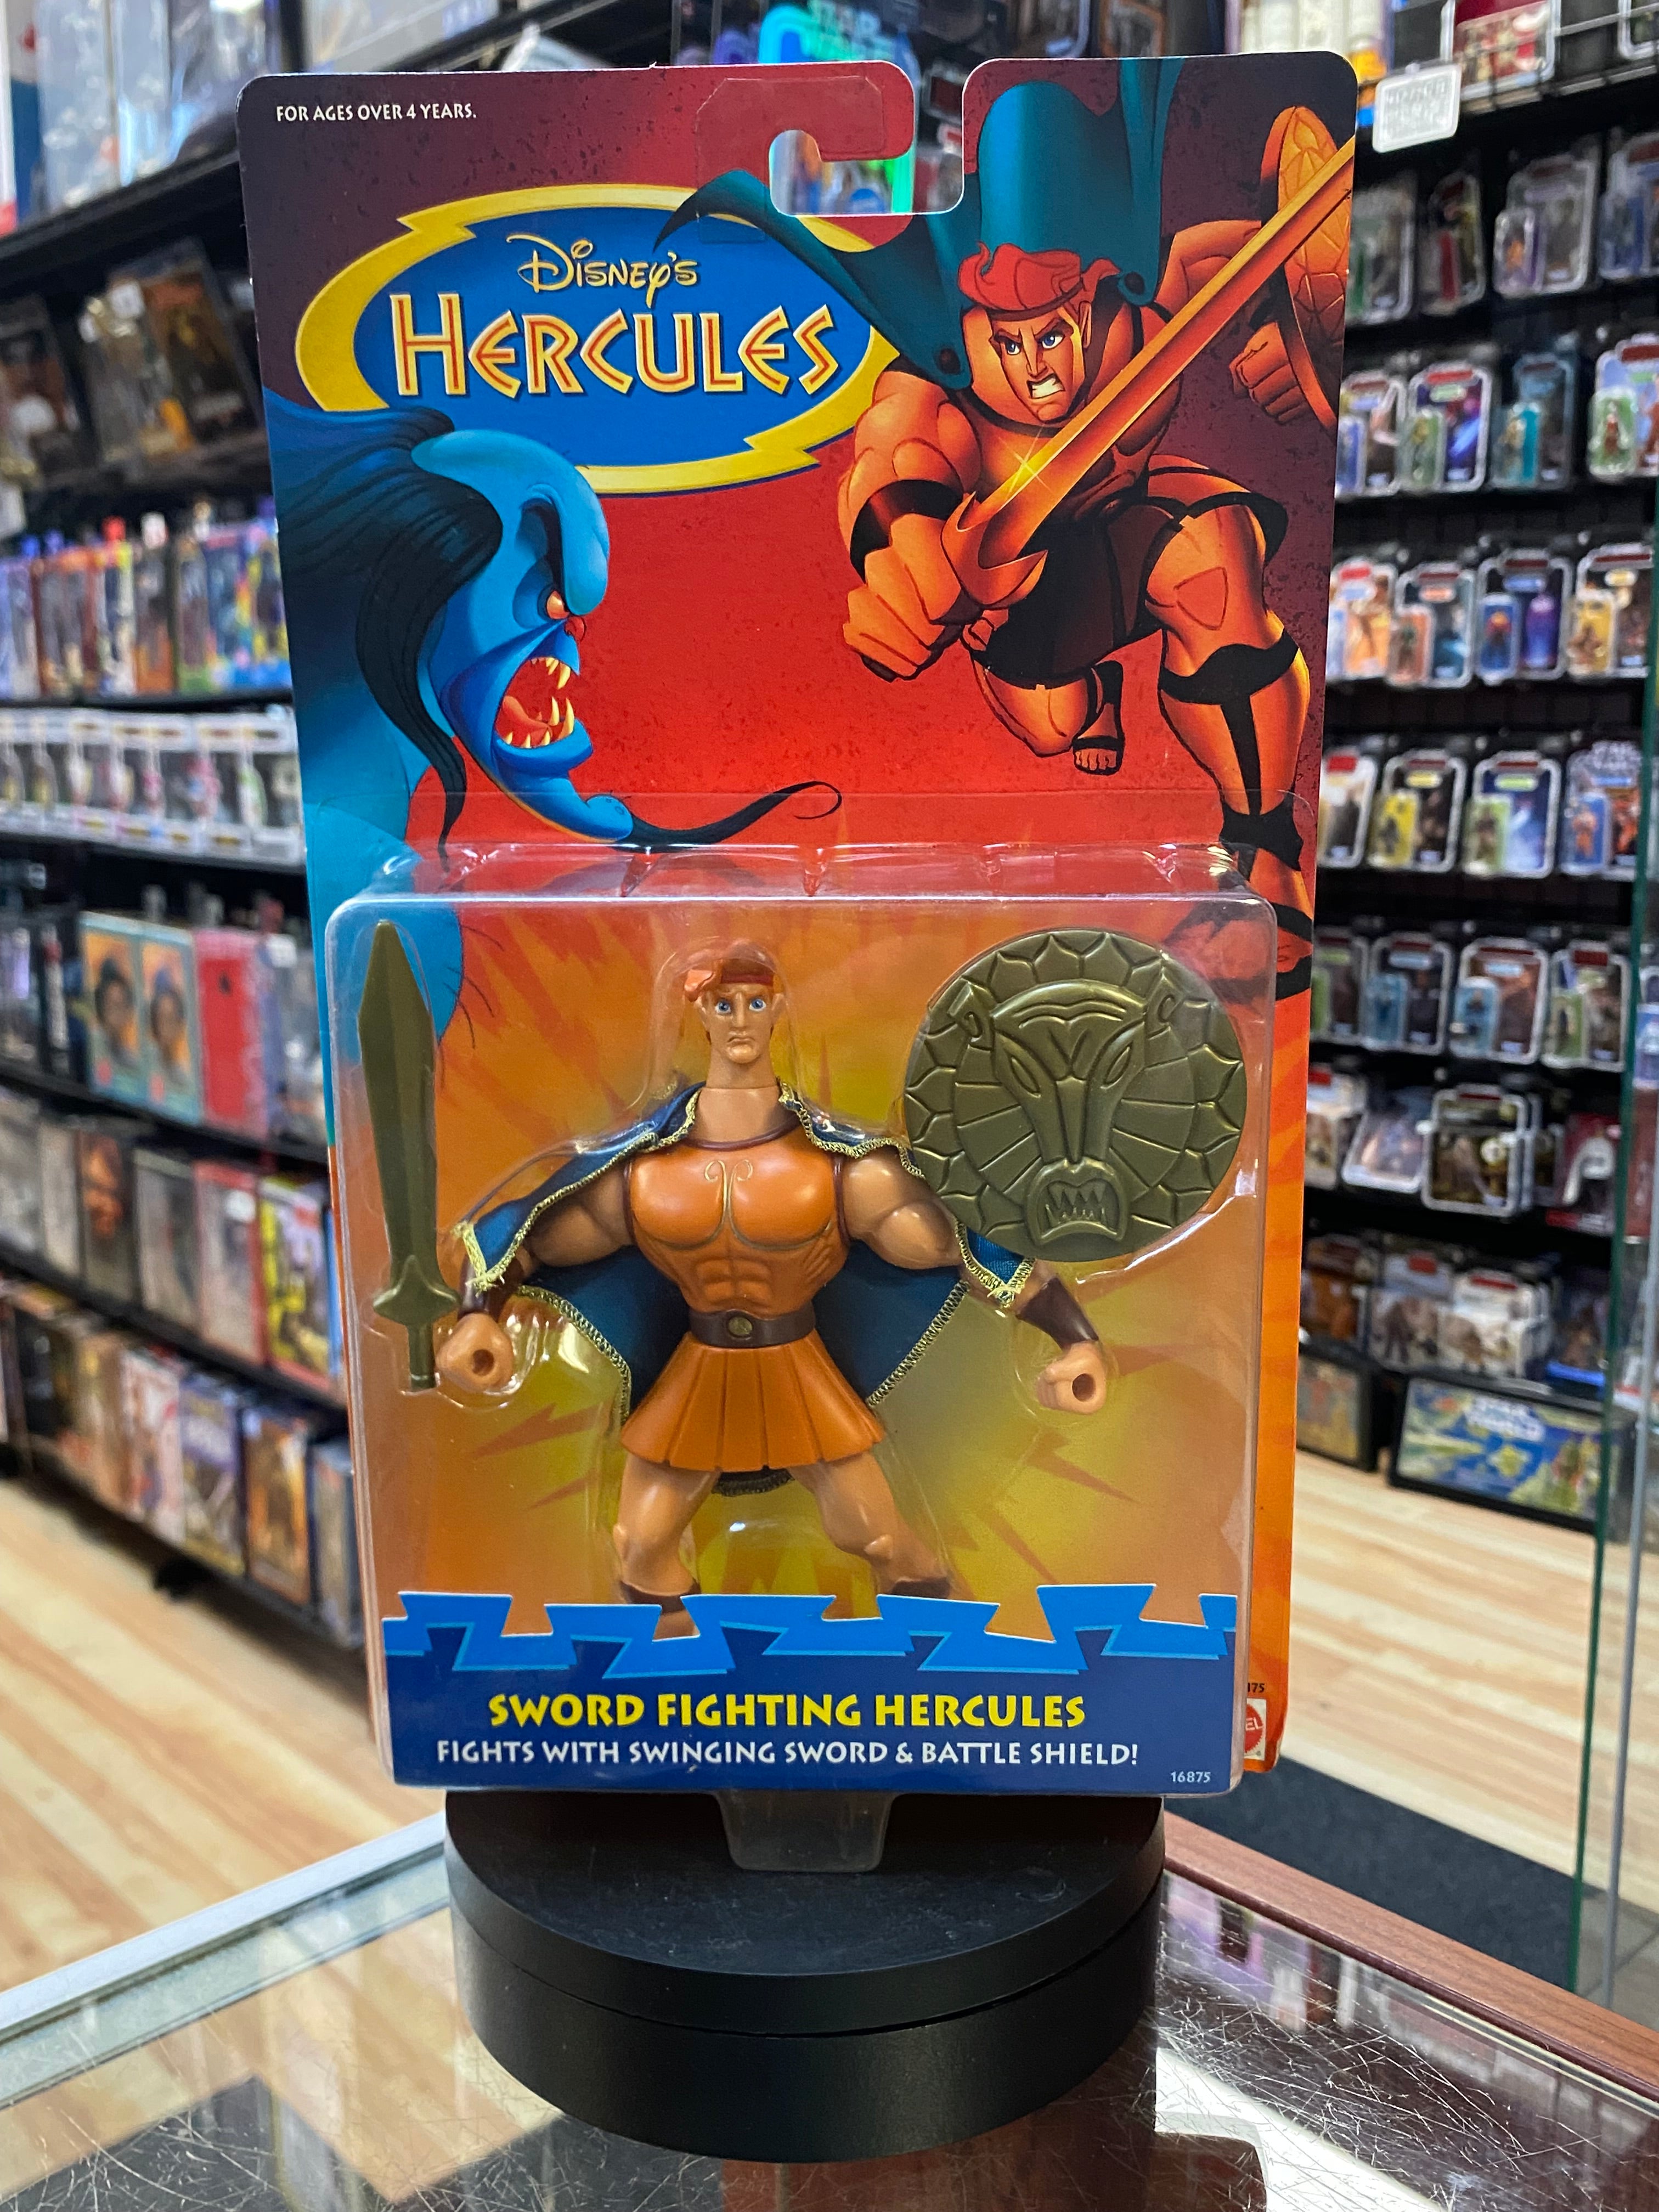 FOR AGES OVER 4 YEARS.
DISNEY'S
HERCULES
SWORD FIGHTING HERCULES
FIGHTS WITH SWINGING SWORD & BATTLE SHIELD!
16875